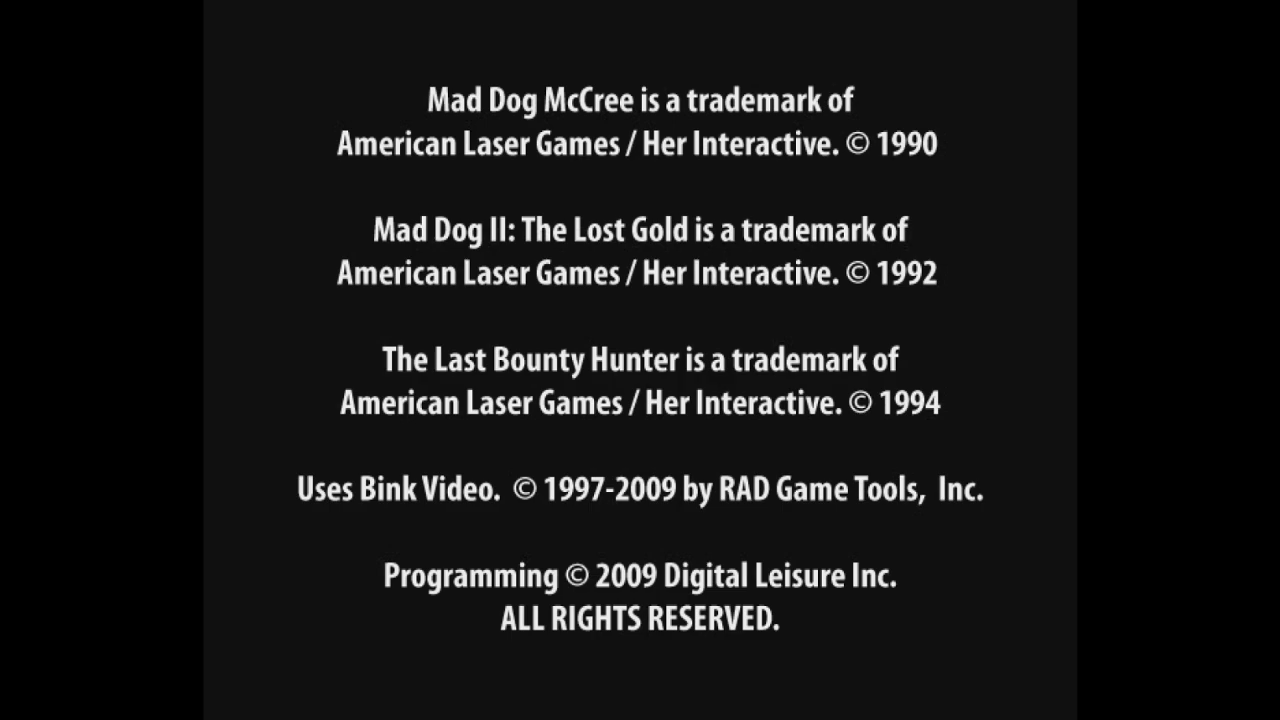 Mad Dog McCree is a trademark of
American Laser Games / Her Interactive. © 1990
Mad Dog II: The Lost Gold is a trademark of
American Laser Games / Her Interactive. © 1992
The Last Bounty Hunter is a trademark of
American Laser Games / Her Interactive. © 1994
Uses Bink Video.  © 1997-2009 by RAD Game Tools,  Inc.
Programming © 2009 Digital Leisure Inc.
ALL RIGHTS RESERVED.